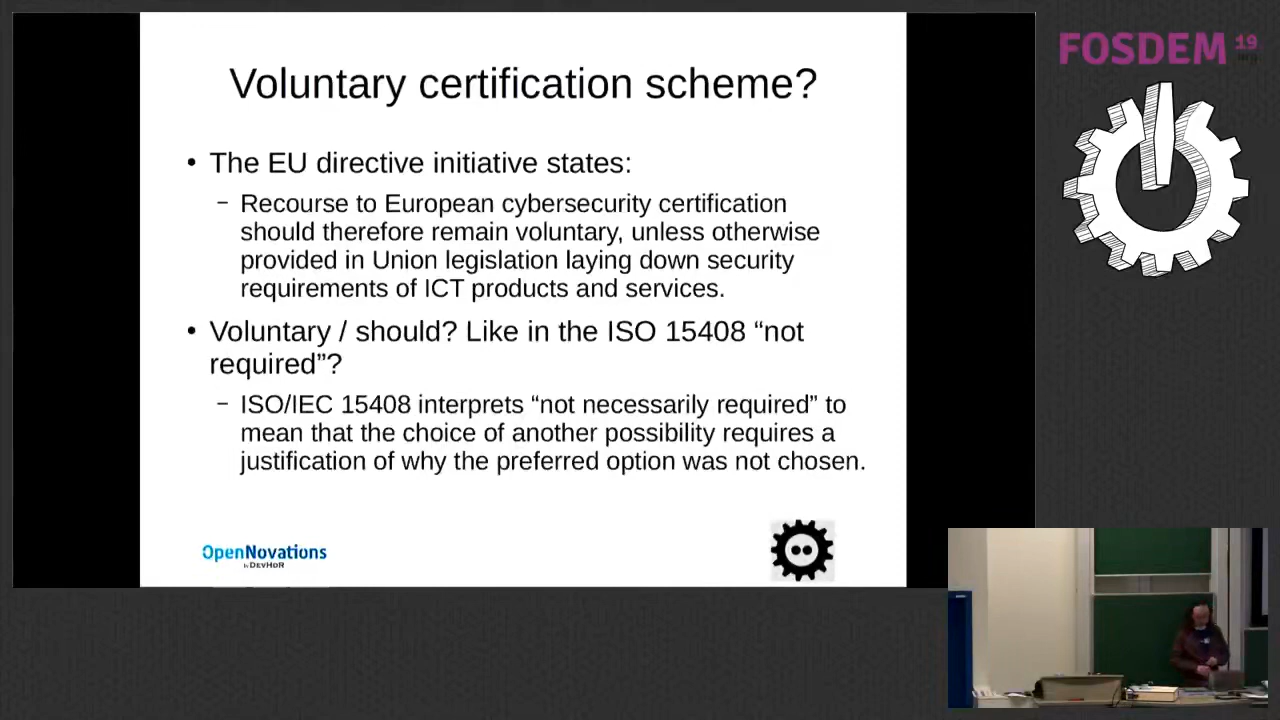 Voluntary certification scheme?
• The EU directive initiative states:
– Recourse to European cybersecurity certification
should therefore remain voluntary, unless otherwise
provided in Union legislation laying down security
requirements of ICT products and services.
• Voluntary / should? Like in the ISO 15408 “not
required”?
– ISO/IEC 15408 interprets “not necessarily required” to
mean that the choice of another possibility requires a
justification of why the preferred option was not chosen.
OpenNovations
by DEVHOR
FOSDEM 19
.org